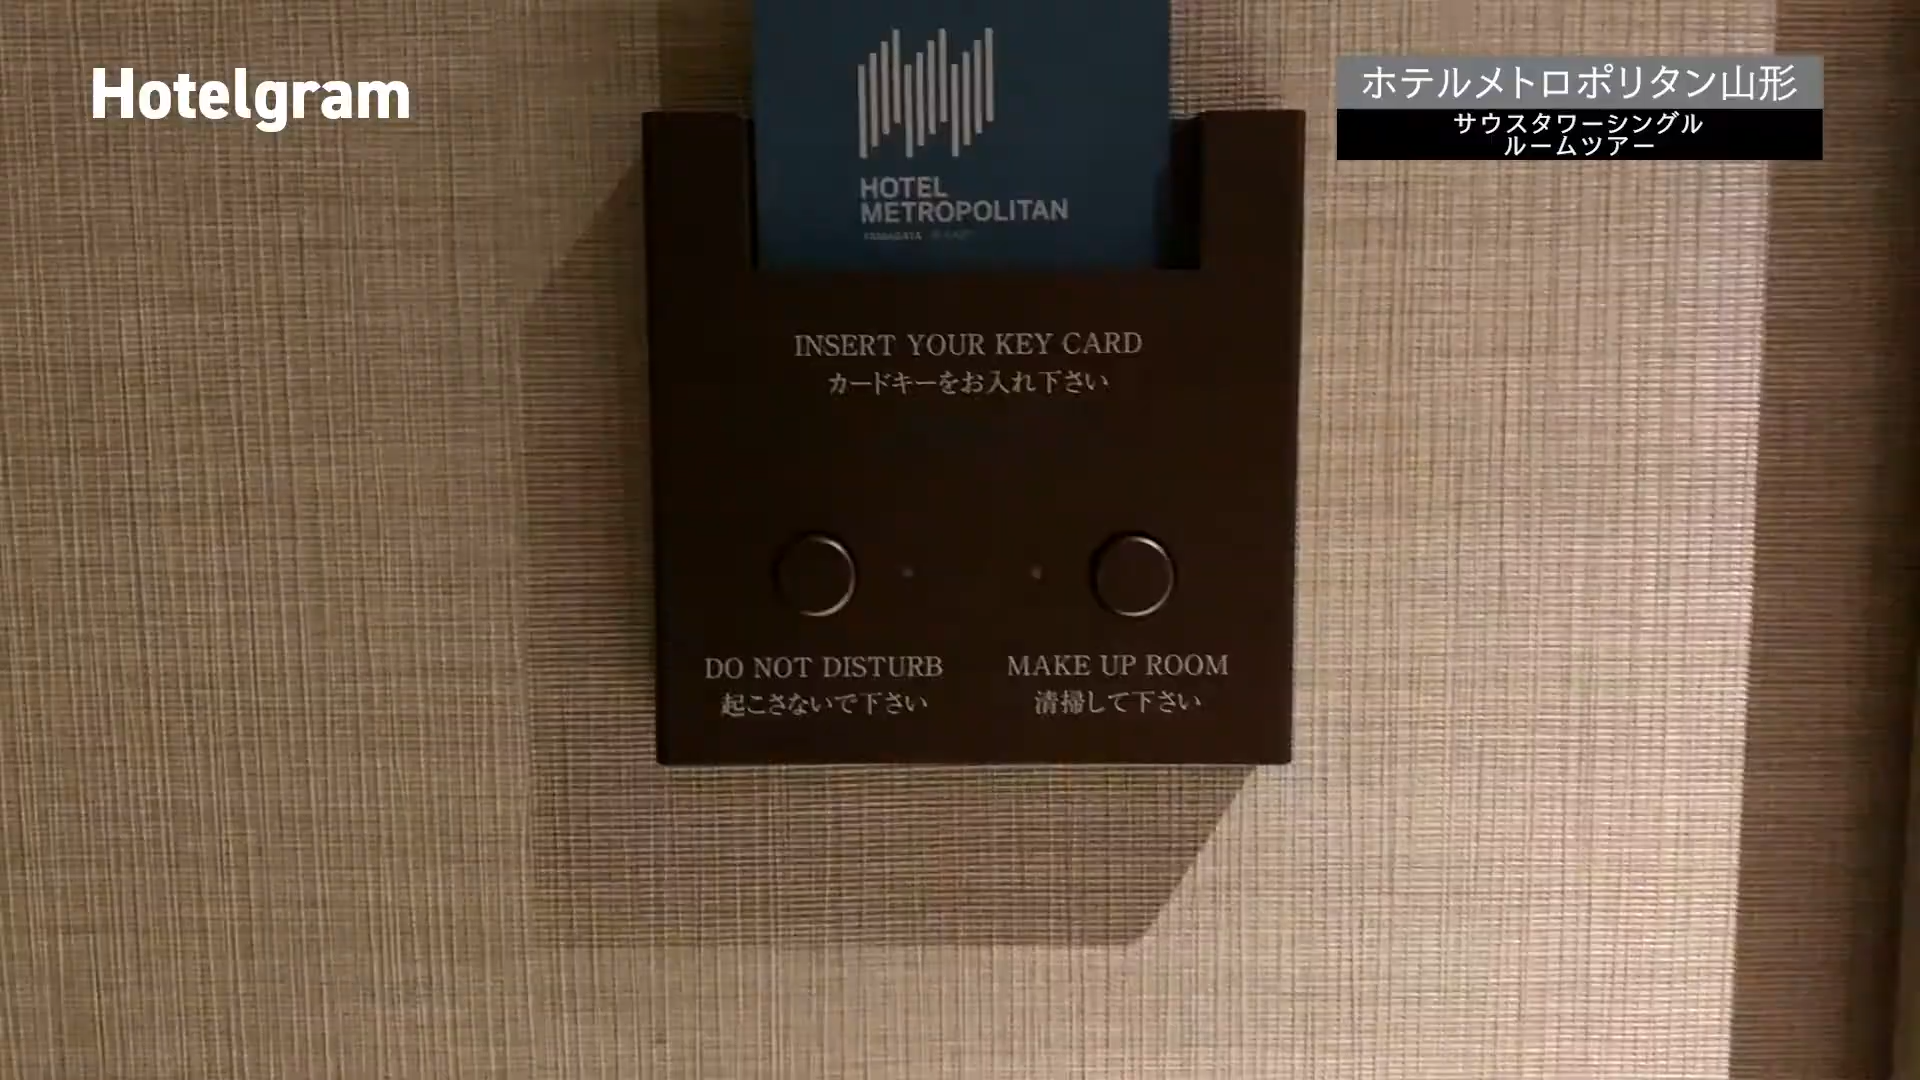 Hotelgram
ホテルメトロポリタン山形
サウスタワーシングル
ルームツアー
HOTEL
METROPOLITAN
YAMAGATA
INSERT YOUR KEY CARD
カードキーをお入れ下さい
DO NOT DISTURB
起こさないで下さい
MAKE UP ROOM
清掃して下さい